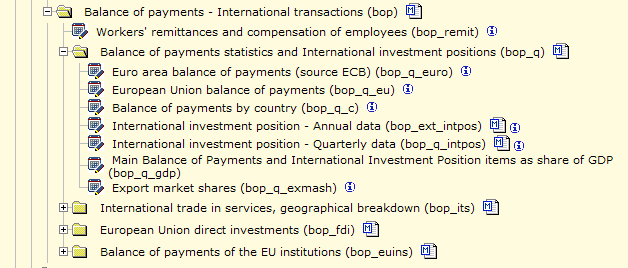 Balance of payments - International transactions (bop)
Workers' remittances and compensation of employees (bop_remit)
Balance of payments statistics and International investment positions (bop_q)
Euro area balance of payments (source ECB) (bop_q_euro)
European Union balance of payments (bop_q_eu)
Balance of payments by country (bop_q_c)
International investment position - Annual data (bop_ext_intpos)
International investment position - Quarterly data (bop_q_intpos)
Main Balance of Payments and International Investment Position items as share of GDP
(bop_q_gdp)
Export market shares (bop_q_exmash)
International trade in services, geographical breakdown (bop_its)
European Union direct investments (bop_fdi)
Balance of payments of the EU institutions (bop_euins)